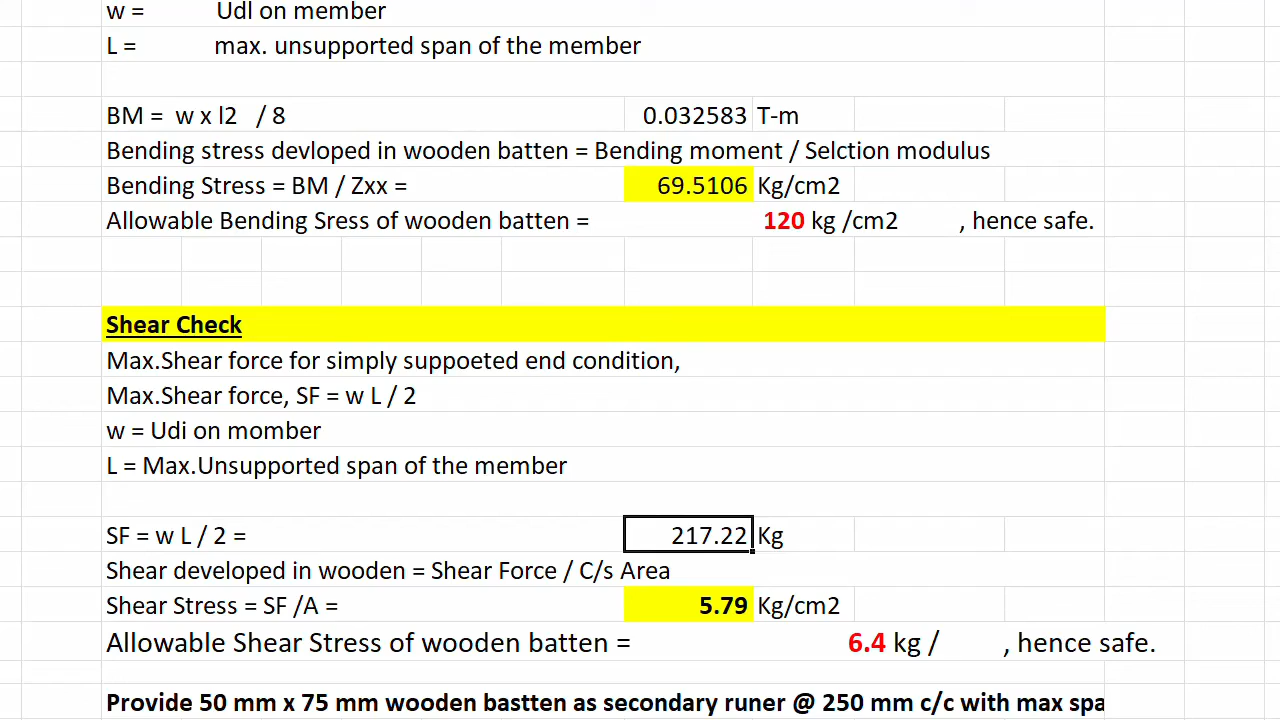 w = Udl on member
L = max. unsupported span of the member
BM = w x l2 / 8 0.032583 T-m
Bending stress devloped in wooden batten = Bending moment / Selction modulus
Bending Stress = BM / Zxx = 69.5106 Kg/cm2
Allowable Bending Sress of wooden batten = 120 kg /cm2 , hence safe.
Shear Check
Max.Shear force for simply suppoeted end condition,
Max.Shear force, SF = w L / 2
w = Udi on momber
L = Max.Unsupported span of the member
SF = w L / 2 = 217.22 Kg
Shear developed in wooden = Shear Force / C/s Area
Shear Stress = SF /A = 5.79 Kg/cm2
Allowable Shear Stress of wooden batten = 6.4 kg / , hence safe.
Provide 50 mm x 75 mm wooden bastten as secondary runer @ 250 mm c/c with max spa